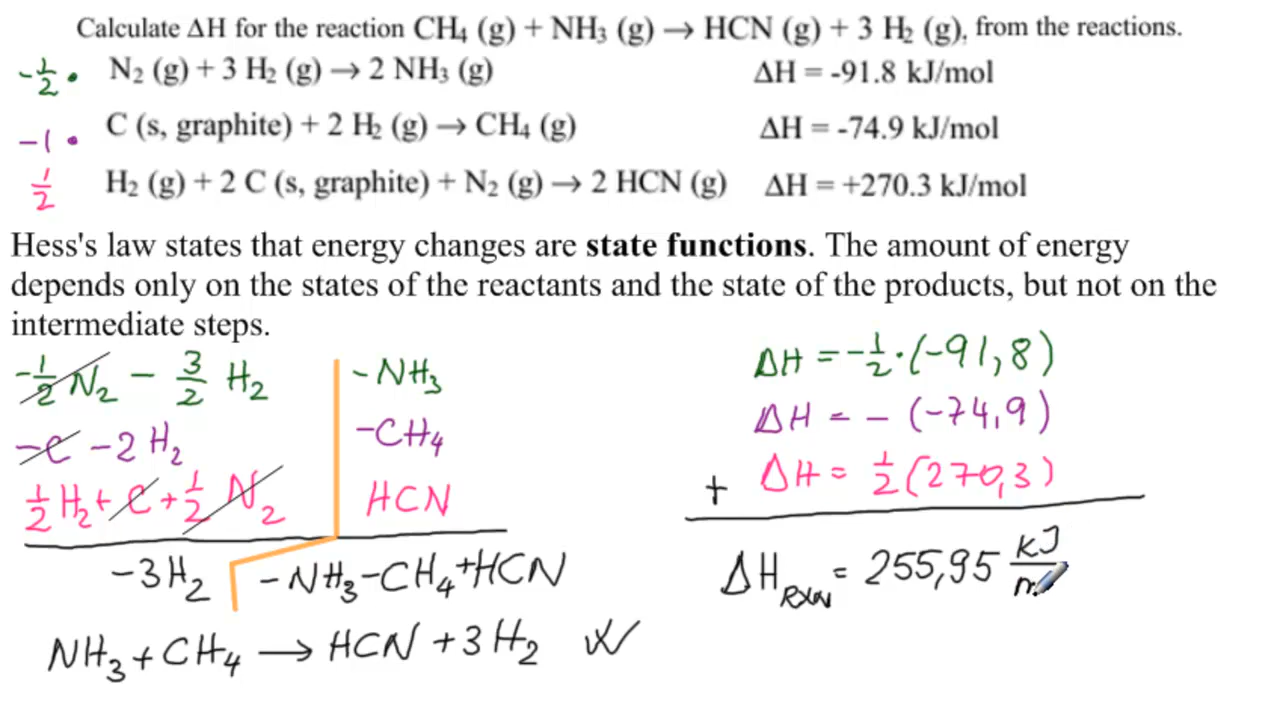 Calculate ΔH for the reaction CH₄ (g) + NH₃ (g) → HCN (g) + 3 H₂ (g), from the reactions.
-½ • N₂ (g) + 3 H₂ (g) → 2 NH₃ (g) ΔH = -91.8 kJ/mol
-1 • C (s, graphite) + 2 H₂ (g) → CH₄ (g) ΔH = -74.9 kJ/mol
½ H₂ (g) + 2 C (s, graphite) + N₂ (g) → 2 HCN (g) ΔH = +270.3 kJ/mol
Hess's law states that energy changes are state functions. The amount of energy
depends only on the states of the reactants and the state of the products, but not on the
intermediate steps.
-½ N₂ - 3/2 H₂ -NH₃ ΔH = -½ · (-91,8)
-C -2 H₂ -CH₄ ΔH = - (-74,9)
½ H₂ + C + ½ N₂ HCN + ΔH = ½ (270,3)
-3H₂ -NH₃ -CH₄ +HCN ΔH RXN = 255,95 kJ/
NH₃ + CH₄ → HCN + 3 H₂